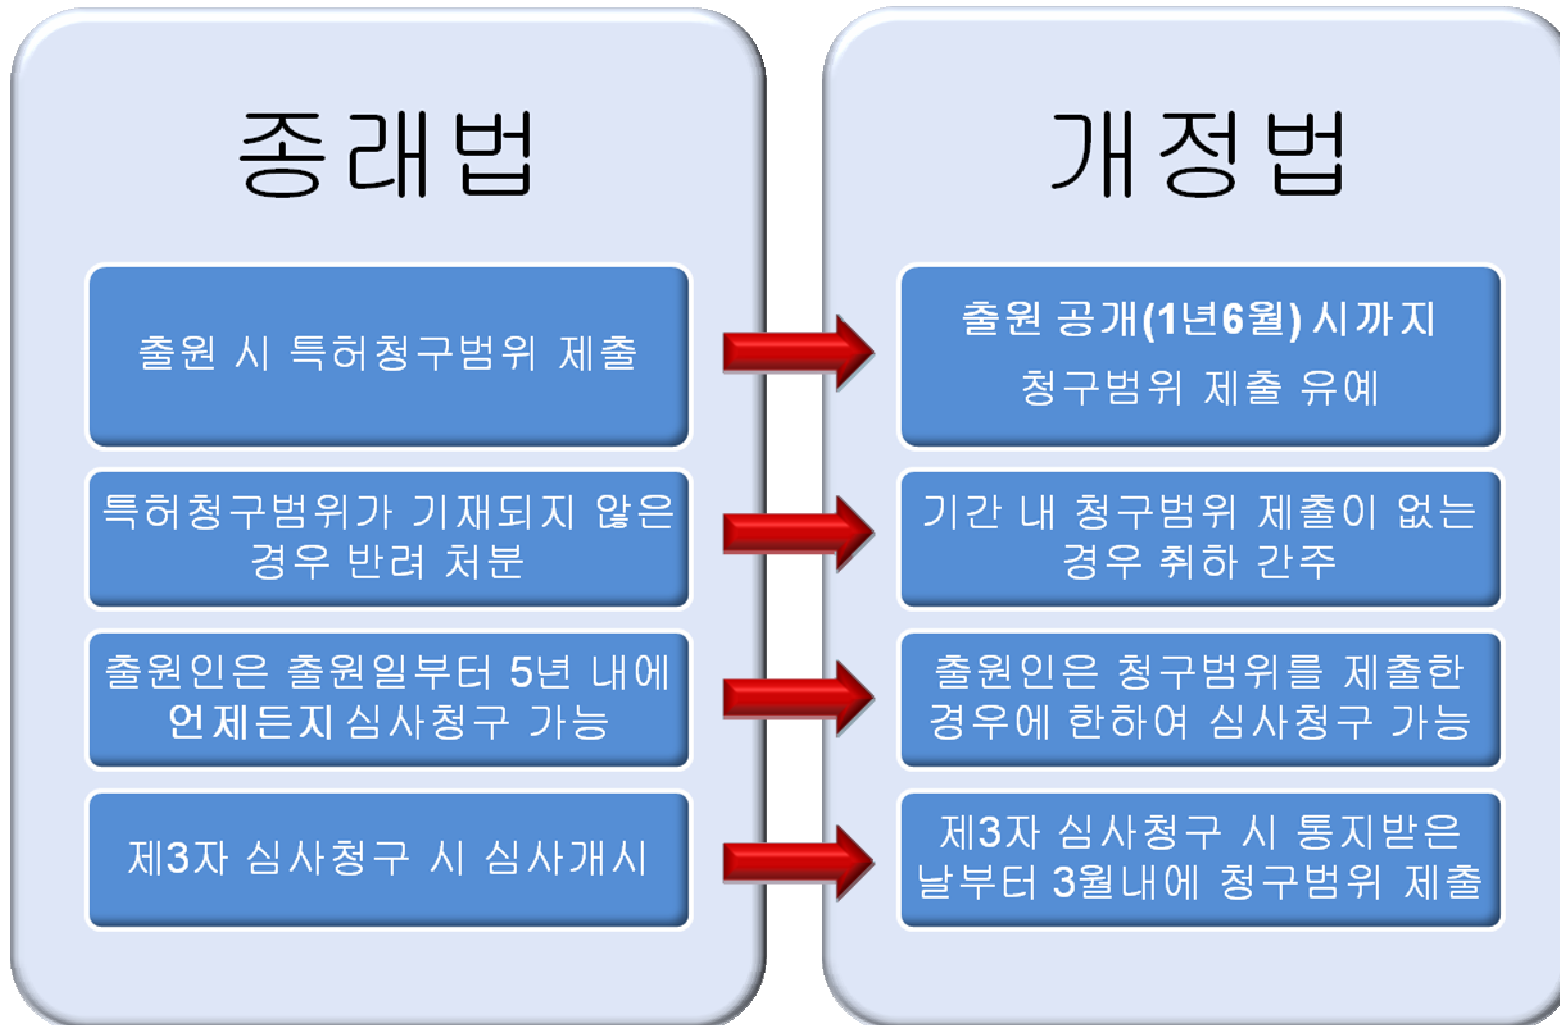 종래법
출원 시 특허청구범위 제출
특허청구범위가 기재되지 않은
경우 반려 처분
출원인은 출원일부터 5년 내에
언제든지 심사청구 가능
제3자 심사청구 시 심사개시
개정법
출원 공개(1년6월) 시까지
청구범위 제출 유예
기간 내 청구범위 제출이 없는
경우 취하 간주
출원인은 청구범위를 제출한
경우에 한하여 심사청구 가능
제3자 심사청구 시 통지받은
날부터 3월내에 청구범위 제출